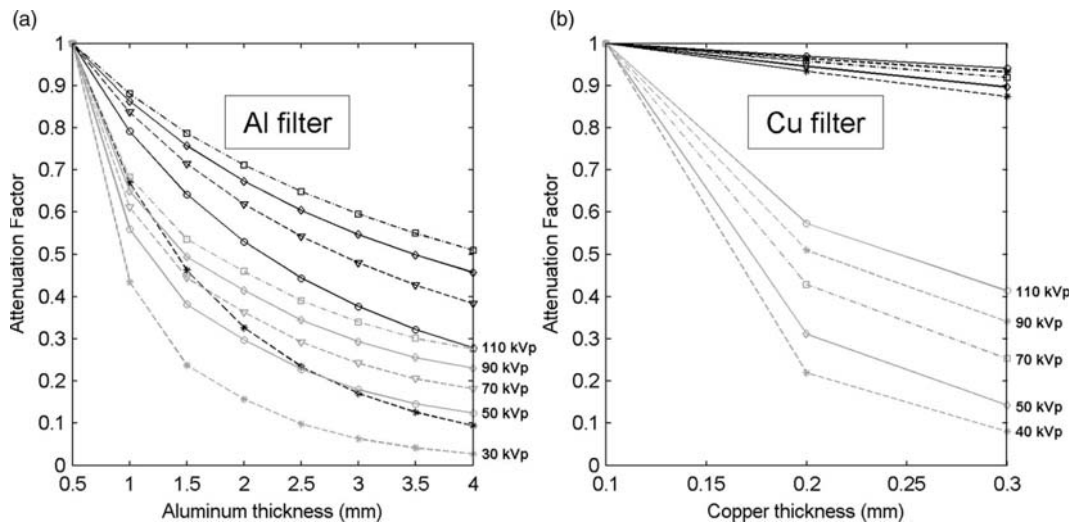 (a)
Al filter
Attenuation Factor
1
0.9
0.8
0.7
0.6
0.5
0.4
0.3
0.2
0.1
0
0.5
1
1.5
2
2.5
3
3.5
4
Aluminum thickness (mm)
110 kVp
90 kVp
70 kVp
50 kVp
30 kVp
(b)
Cu filter
Attenuation Factor
1
0.9
0.8
0.7
0.6
0.5
0.4
0.3
0.2
0.1
0
0.1
0.15
0.2
0.25
0.3
Copper thickness (mm)
110 kVp
90 kVp
70 kVp
50 kVp
40 kVp